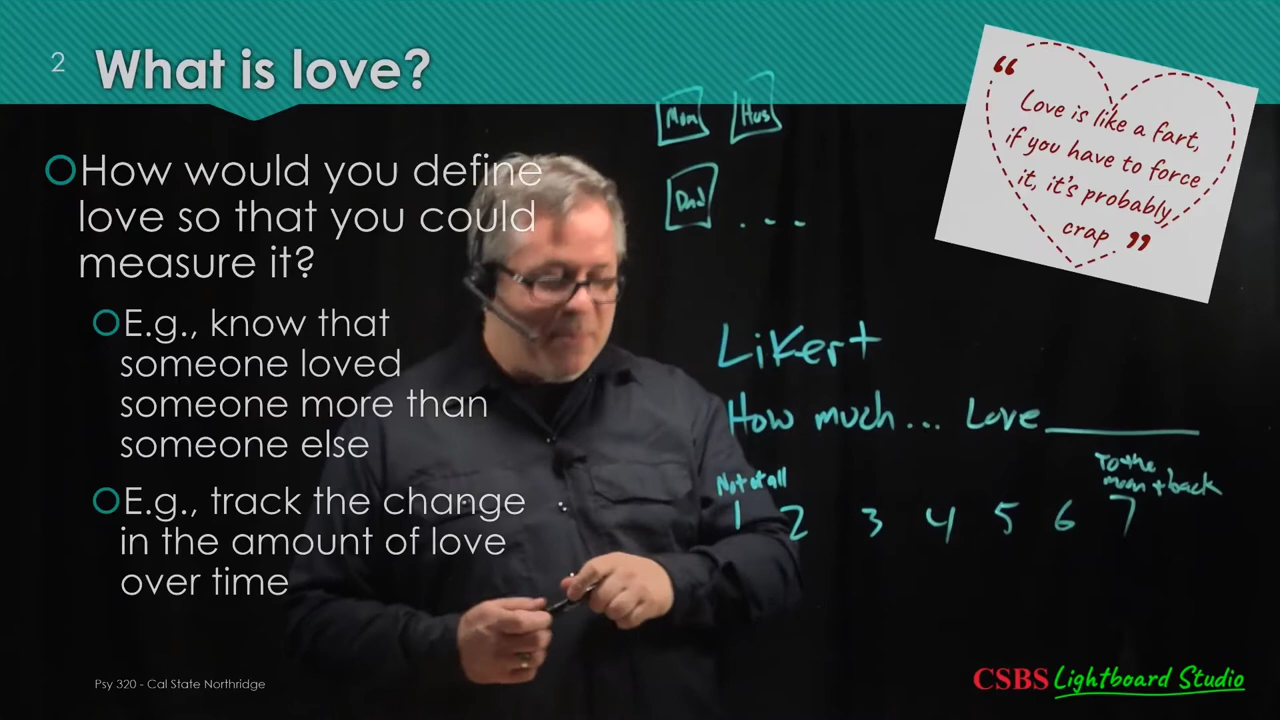 2
What is love?
How would you define
love so that you could
measure it?
E.g., know that
someone loved
someone more than
someone else
E.g., track the change
in the amount of love
over time
Mom Hus
Dad ...
“
Love is like a fart,
if you have to force
it, it's probably
crap ”
Likert
How much... Love ________
Not at all
To the
moon + back
1 2 3 4 5 6 7
Psy 320 - Cal State Northridge
CSBS Lightboard Studio